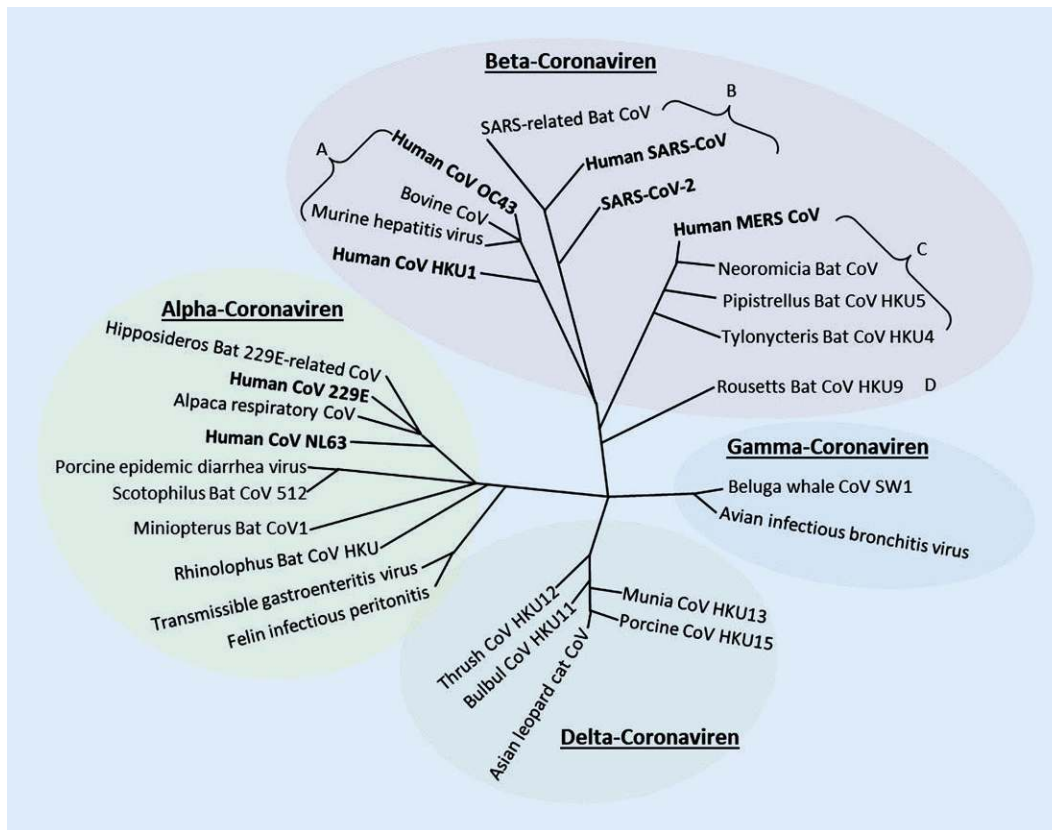 Beta-Coronaviren
B
SARS-related Bat CoV
A
Human CoV OC43
Human SARS-CoV
Bovine CoV
SARS-CoV-2
Murine hepatitis virus
Human MERS CoV
C
Human CoV HKU1
Neoromicia Bat CoV
Pipistrellus Bat CoV HKU5
Tylonycteris Bat CoV HKU4
Rousetts Bat CoV HKU9
D
Alpha-Coronaviren
Hipposideros Bat 229E-related CoV
Human CoV 229E
Alpaca respiratory CoV
Human CoV NL63
Porcine epidemic diarrhea virus
Scotophilus Bat CoV 512
Miniopterus Bat CoV1
Rhinolophus Bat CoV HKU
Transmissible gastroenteritis virus
Felin infectious peritonitis
Gamma-Coronaviren
Beluga whale CoV SW1
Avian infectious bronchitis virus
Thrush CoV HKU12
Bulbul CoV HKU11
Asian leopard cat CoV
Munia CoV HKU13
Porcine CoV HKU15
Delta-Coronaviren